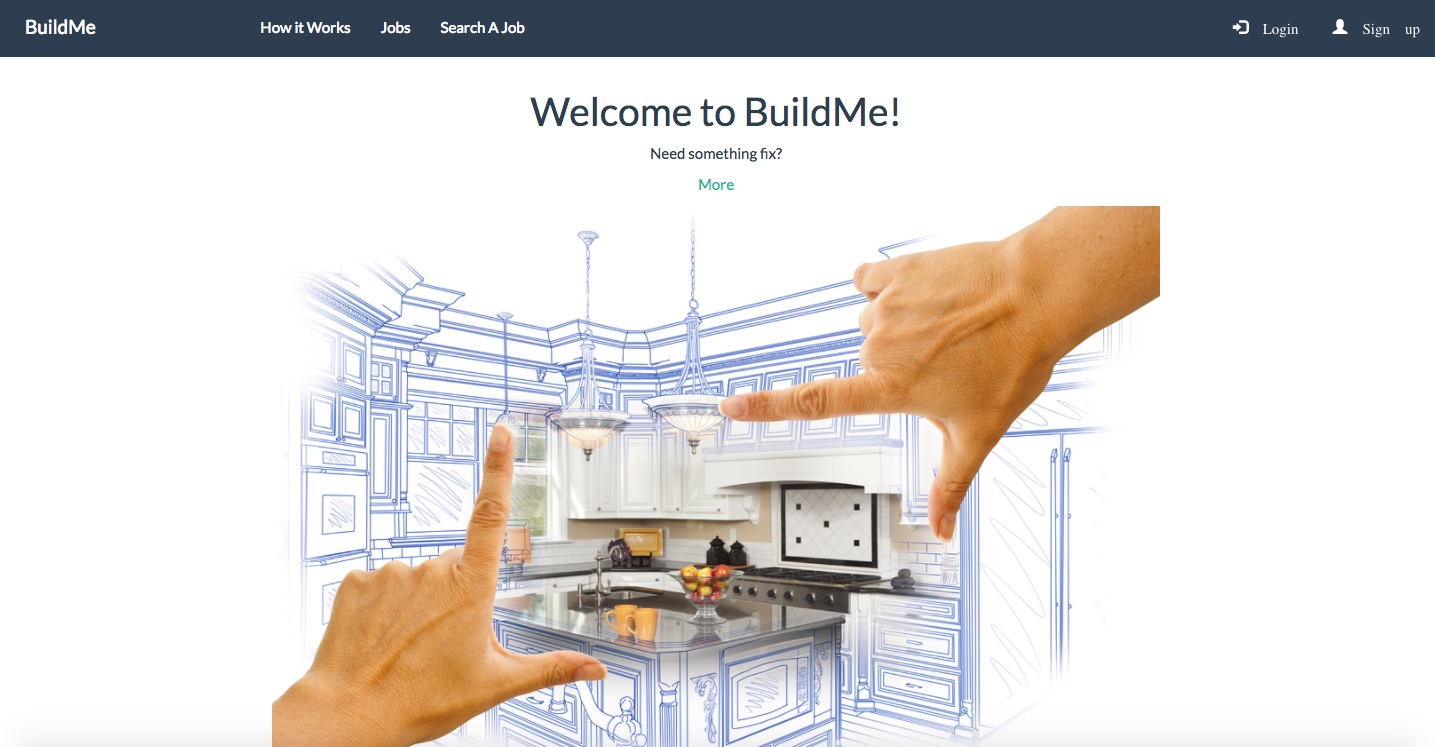 BuildMe How it Works Jobs Search A Job Login Sign up
Welcome to BuildMe!
Need something fix?
More